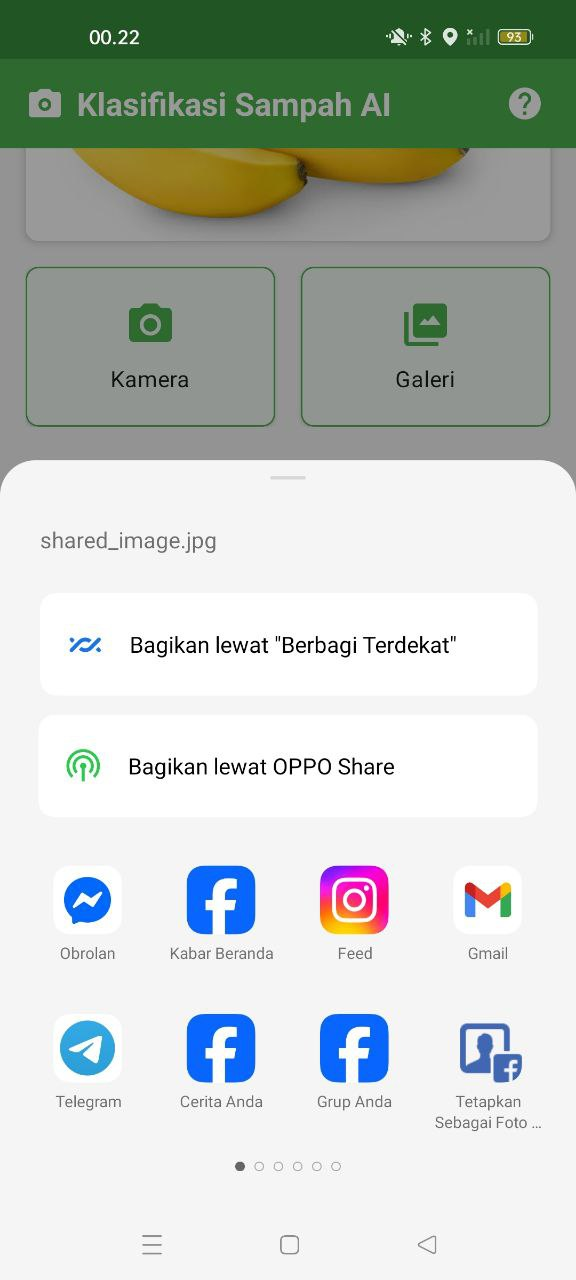 00.22
93
Klasifikasi Sampah AI
Kamera
Galeri
shared_image.jpg
Bagikan lewat "Berbagi Terdekat"
Bagikan lewat OPPO Share
Obrolan
Kabar Beranda
Feed
Gmail
Telegram
Cerita Anda
Grup Anda
Tetapkan
Sebagai Foto ...